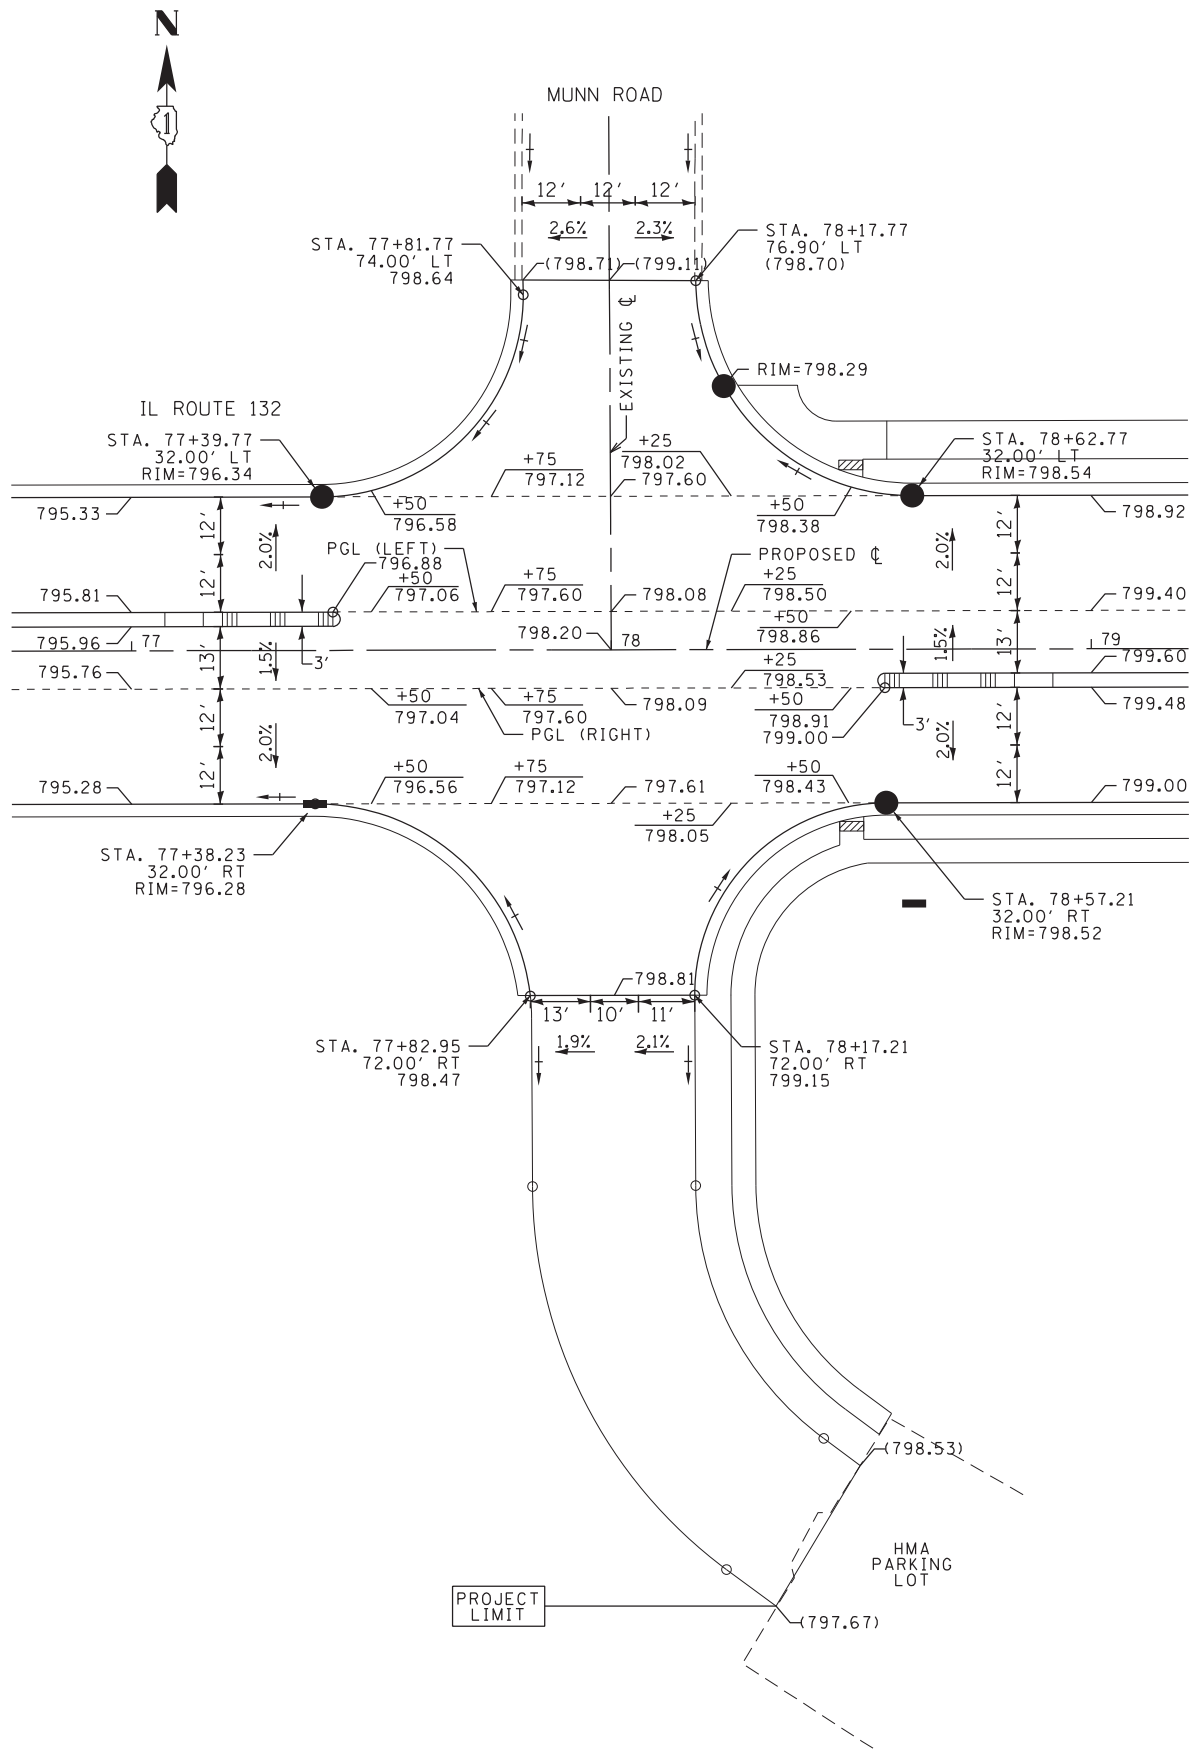 N
1
MUNN ROAD
12' 12' 12'
2.6% 2.3%
STA. 77+81.77
74.00' LT
798.64
(798.71)
(799.11)
STA. 78+17.77
76.90' LT
(798.70)
EXISTING ℄
RIM=798.29
IL ROUTE 132
STA. 77+39.77
32.00' LT
RIM=796.34
+75
797.12
+25
798.02
797.60
STA. 78+62.77
32.00' LT
RIM=798.54
795.33
+50
796.58
+50
798.38
798.92
12'
12'
2.0%
PGL (LEFT)
796.88
PROPOSED ℄
2.0%
12'
12'
795.81
+50
797.06
+75
797.60
798.08
+25
798.50
799.40
795.96
77
798.20
78
+50
798.86
79
799.60
795.76
13'
1.5%
3'
+25
798.53
1.5%
13'
+50
797.04
+75
797.60
798.09
+50
798.91
799.00
3'
799.48
PGL (RIGHT)
12'
12'
2.0%
2.0%
12'
12'
795.28
+50
796.56
+75
797.12
797.61
+50
798.43
799.00
+25
798.05
STA. 77+38.23
32.00' RT
RIM=796.28
STA. 78+57.21
32.00' RT
RIM=798.52
798.81
13' 10' 11'
1.9% 2.1%
STA. 77+82.95
72.00' RT
798.47
STA. 78+17.21
72.00' RT
799.15
(798.53)
HMA
PARKING
LOT
PROJECT
LIMIT
(797.67)